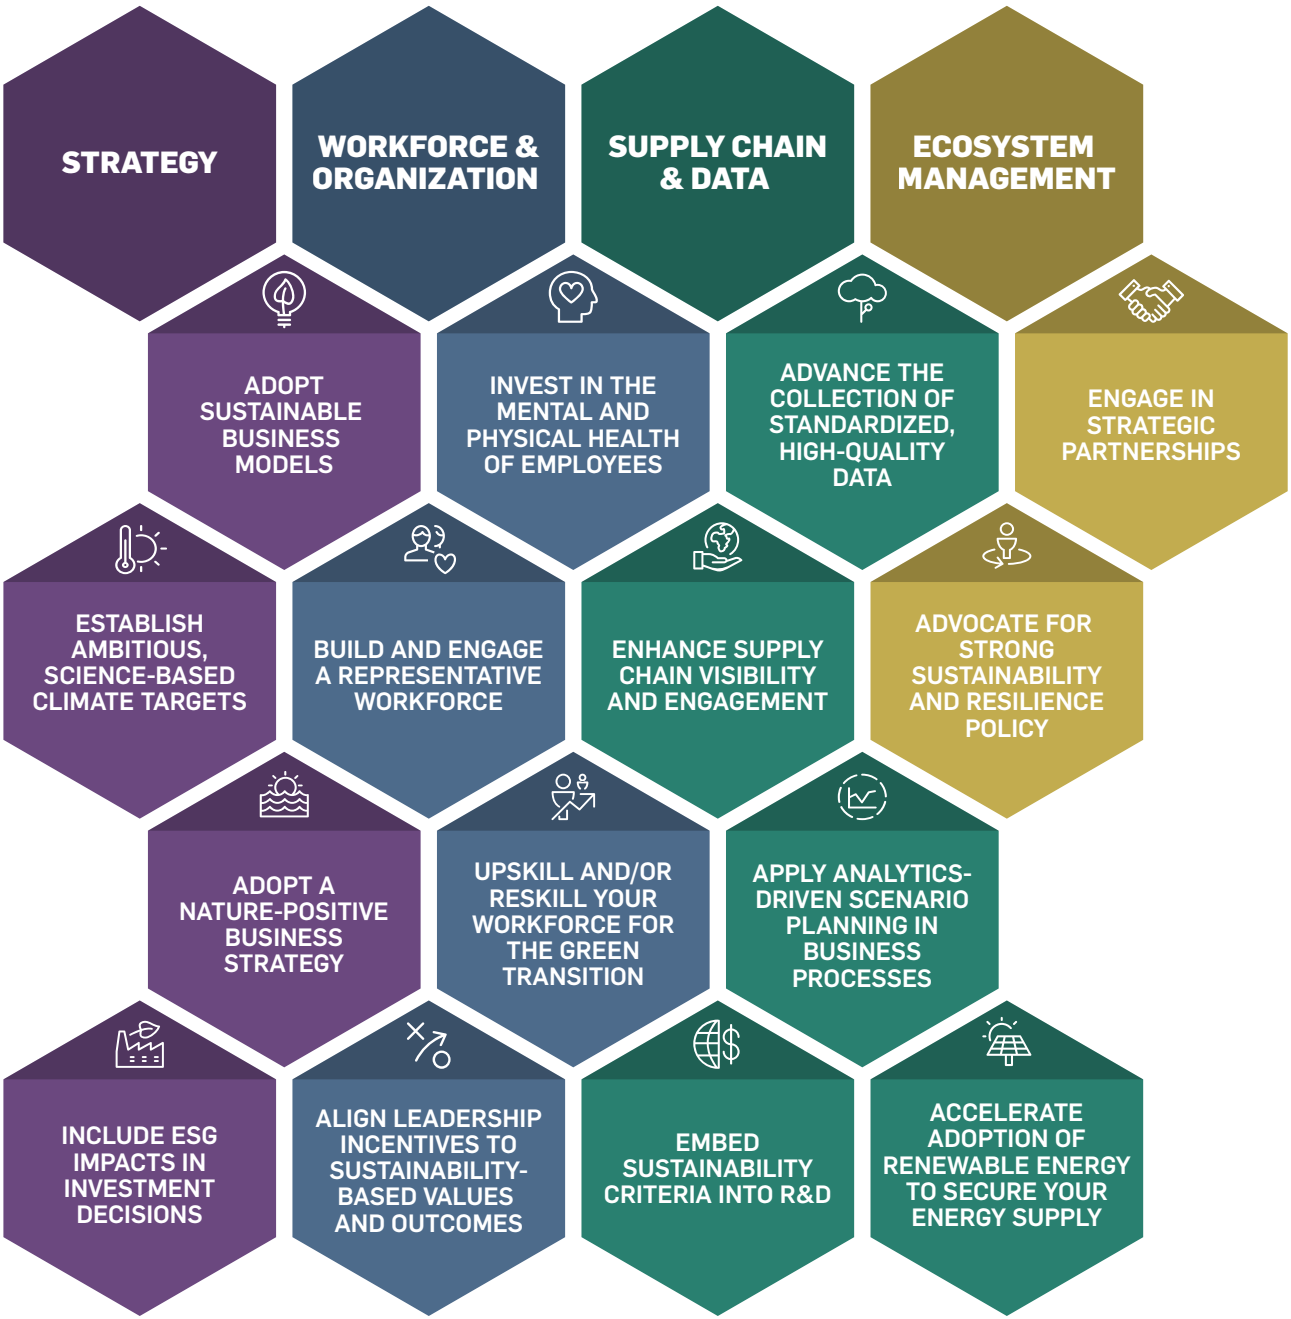 STRATEGY
WORKFORCE &
ORGANIZATION
SUPPLY CHAIN
& DATA
ECOSYSTEM
MANAGEMENT
ADOPT
SUSTAINABLE
BUSINESS
MODELS
INVEST IN THE
MENTAL AND
PHYSICAL HEALTH
OF EMPLOYEES
ADVANCE THE
COLLECTION OF
STANDARDIZED,
HIGH-QUALITY
DATA
ENGAGE IN
STRATEGIC
PARTNERSHIPS
ESTABLISH
AMBITIOUS,
SCIENCE-BASED
CLIMATE TARGETS
BUILD AND ENGAGE
A REPRESENTATIVE
WORKFORCE
ENHANCE SUPPLY
CHAIN VISIBILITY
AND ENGAGEMENT
ADVOCATE FOR
STRONG
SUSTAINABILITY
AND RESILIENCE
POLICY
ADOPT A
NATURE-POSITIVE
BUSINESS
STRATEGY
UPSKILL AND/OR
RESKILL YOUR
WORKFORCE FOR
THE GREEN
TRANSITION
APPLY ANALYTICS-
DRIVEN SCENARIO
PLANNING IN
BUSINESS
PROCESSES
INCLUDE ESG
IMPACTS IN
INVESTMENT
DECISIONS
ALIGN LEADERSHIP
INCENTIVES TO
SUSTAINABILITY-
BASED VALUES
AND OUTCOMES
EMBED
SUSTAINABILITY
CRITERIA INTO R&D
ACCELERATE
ADOPTION OF
RENEWABLE ENERGY
TO SECURE YOUR
ENERGY SUPPLY